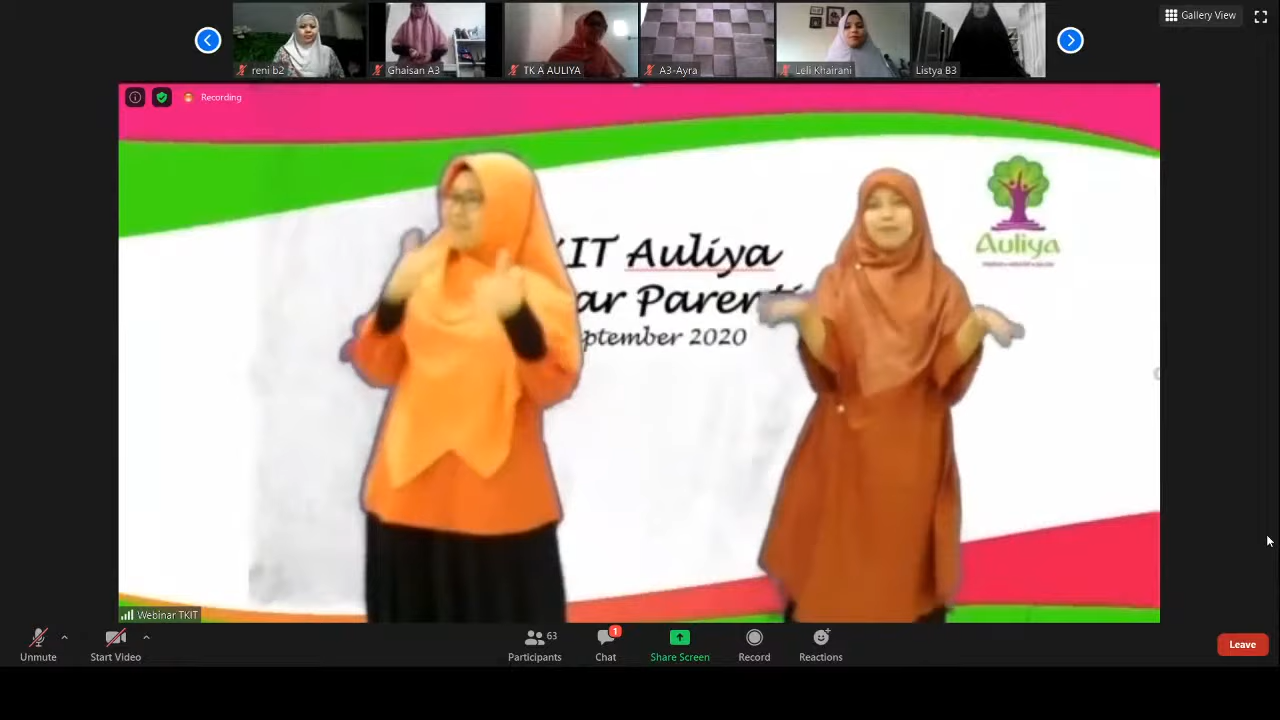 Gallery View
reni b2
Ghaisan A3
TK A AULIYA
A3-Ayra
Leli Khairani
Listya B3
Recording
Auliya
IT Auliya
ar Parenti
ptember 2020
Webinar TKIT
Unmute
Start Video
63
Participants
1
Chat
Share Screen
Record
Reactions
Leave